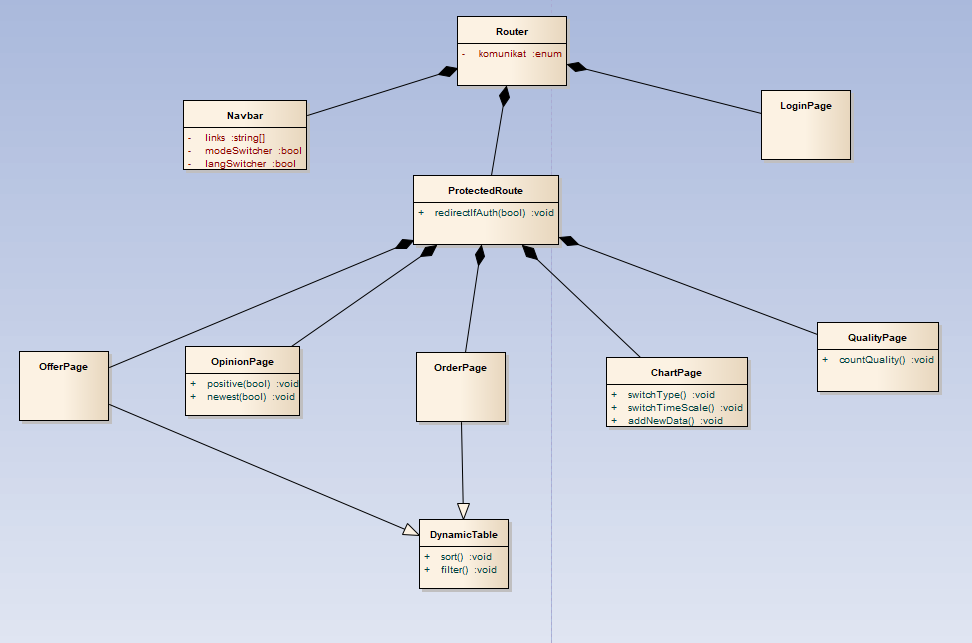 Router
- komunikat :enum
Navbar
- links :string[]
- modeSwitcher :bool
- langSwitcher :bool
LoginPage
ProtectedRoute
+ redirectIfAuth(bool) :void
OfferPage
OpinionPage
+ positive(bool) :void
+ newest(bool) :void
OrderPage
ChartPage
+ switchType() :void
+ switchTimeScale() :void
+ addNewData() :void
QualityPage
+ countQuality() :void
DynamicTable
+ sort() :void
+ filter() :void